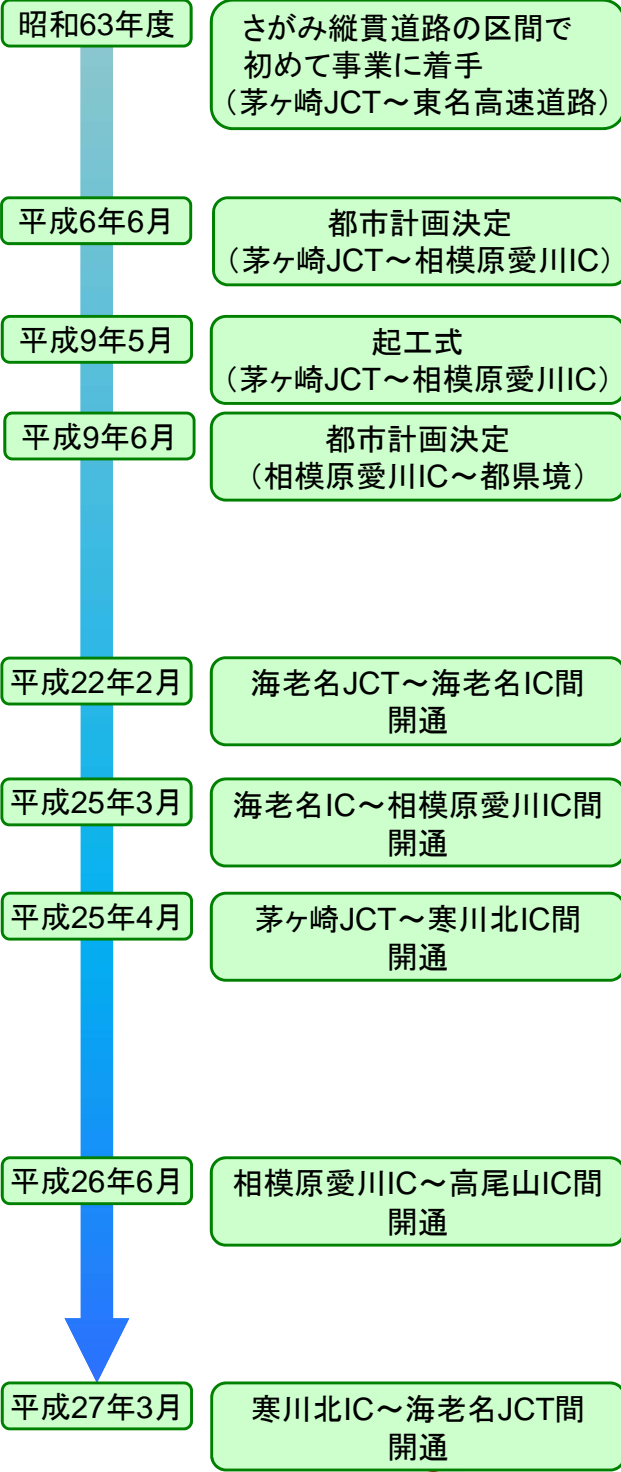 昭和63年度
さがみ縦貫道路の区間で
初めて事業に着手
（茅ヶ崎JCT～東名高速道路）
平成6年6月
都市計画決定
（茅ヶ崎JCT～相模原愛川IC）
平成9年5月
起工式
（茅ヶ崎JCT～相模原愛川IC）
平成9年6月
都市計画決定
（相模原愛川IC～都県境）
平成22年2月
海老名JCT～海老名IC間
開通
平成25年3月
海老名IC～相模原愛川IC間
開通
平成25年4月
茅ヶ崎JCT～寒川北IC間
開通
平成26年6月
相模原愛川IC～高尾山IC間
開通
平成27年3月
寒川北IC～海老名JCT間
開通